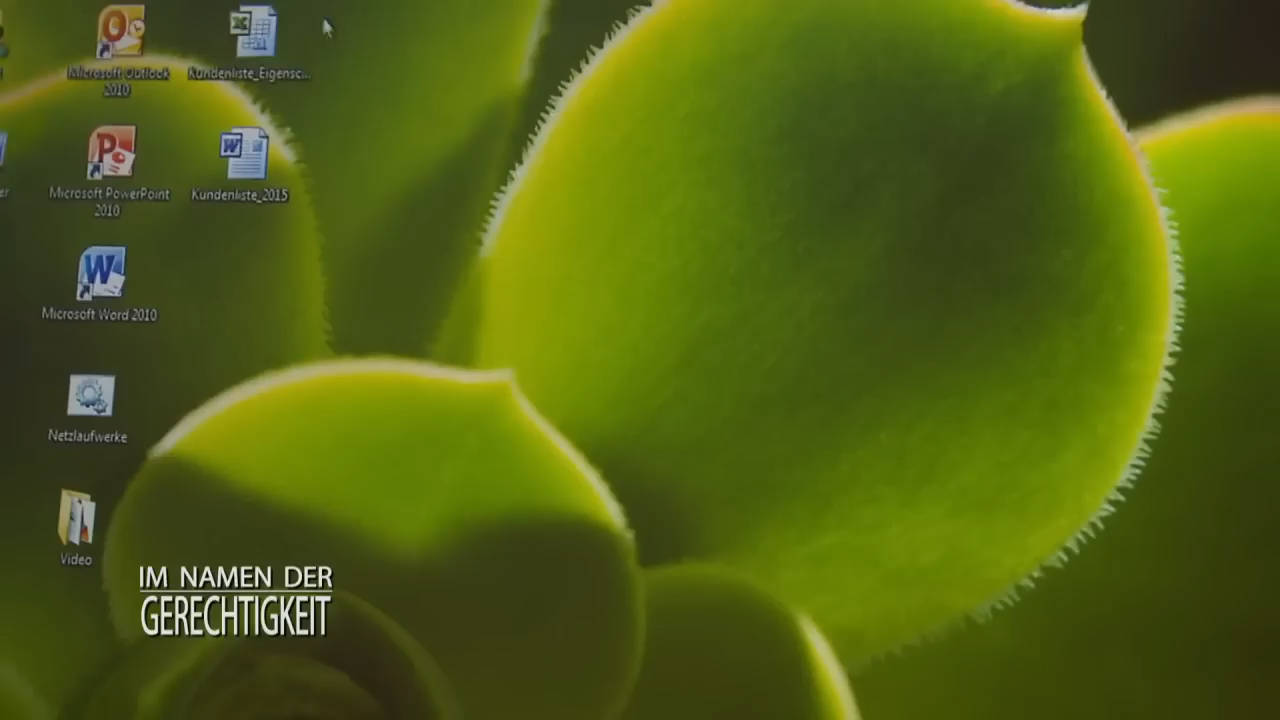 Microsoft Outlook
2010
Kundenliste_Eigensc...
Microsoft PowerPoint
2010
Kundenliste_2015
Microsoft Word 2010
Netzlaufwerke
Video
IM NAMEN DER
GERECHTIGKEIT